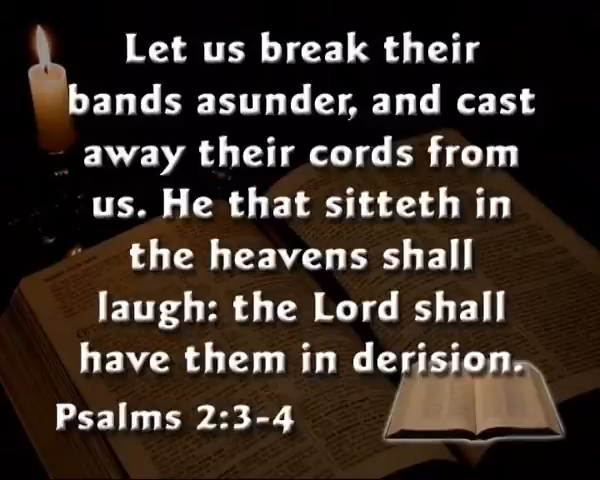 Let us break their
bands asunder, and cast
away their cords from
us. He that sitteth in
the heavens shall
laugh: the Lord shall
have them in derision.
Psalms 2:3-4